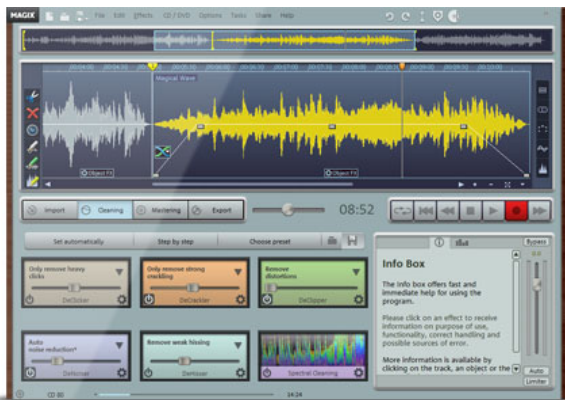 MAGIX File Edit Effects CD / DVD Options Tasks Share Help
Magical Wave
Object FX Object FX
Import Cleaning Mastering Export 08:52
Set automatically Step by step Choose preset Bypass
Only remove heavy clicks
DeClicker
Only remove strong crackling
DeCrackler
Remove distortions
DeClipper
Auto noise reduction*
DeNoiser
Remove weak hissing
DeHisser
Spectral Cleaning
Info Box
The info box offers fast and
immediate help for using the
program.
Please click on an effect to receive
information on purpose of use,
functionality, correct handling and
possible sources of error.
More information is available by
clicking on the track, an object or the
0.0
Auto
Limiter
CD 80 14:24